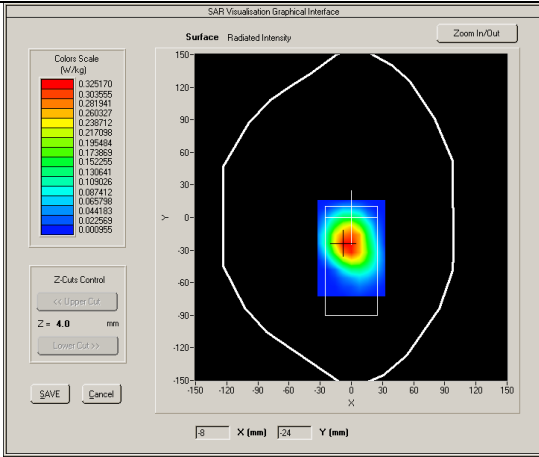 SAR Visualisation Graphical Interface
Surface Radiated Intensity
Zoom In/Out
Colors Scale
(W/kg)
0.325170
0.303555
0.281941
0.260327
0.238712
0.217098
0.195484
0.173869
0.152255
0.130641
0.109026
0.087412
0.065798
0.044183
0.022569
0.000955
Z-Cuts Control
<< Upper Cut
Z = 4.0 mm
Lower Cut >>
SAVE
Cancel
150
120
90
60
30
0
-30
-60
-90
-120
-150
Y
-150 -120 -90 -60 -30 0 30 60 90 120 150
X
-8 X (mm) -24 Y (mm)